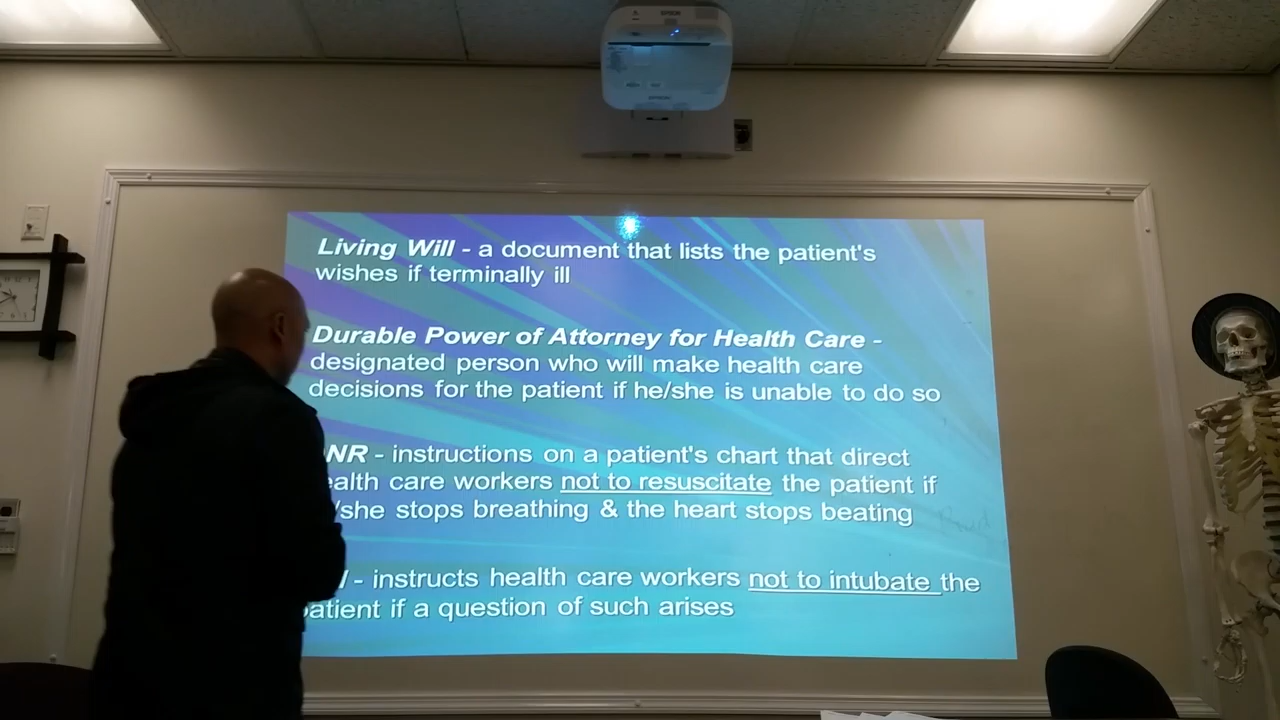 EPSON
EPSON
Living Will - a document that lists the patient's
wishes if terminally ill
Durable Power of Attorney for Health Care -
designated person who will make health care
decisions for the patient if he/she is unable to do so
NR - instructions on a patient's chart that direct
ealth care workers not to resuscitate the patient if
/she stops breathing & the heart stops beating
- instructs health care workers not to intubate the
patient if a question of such arises